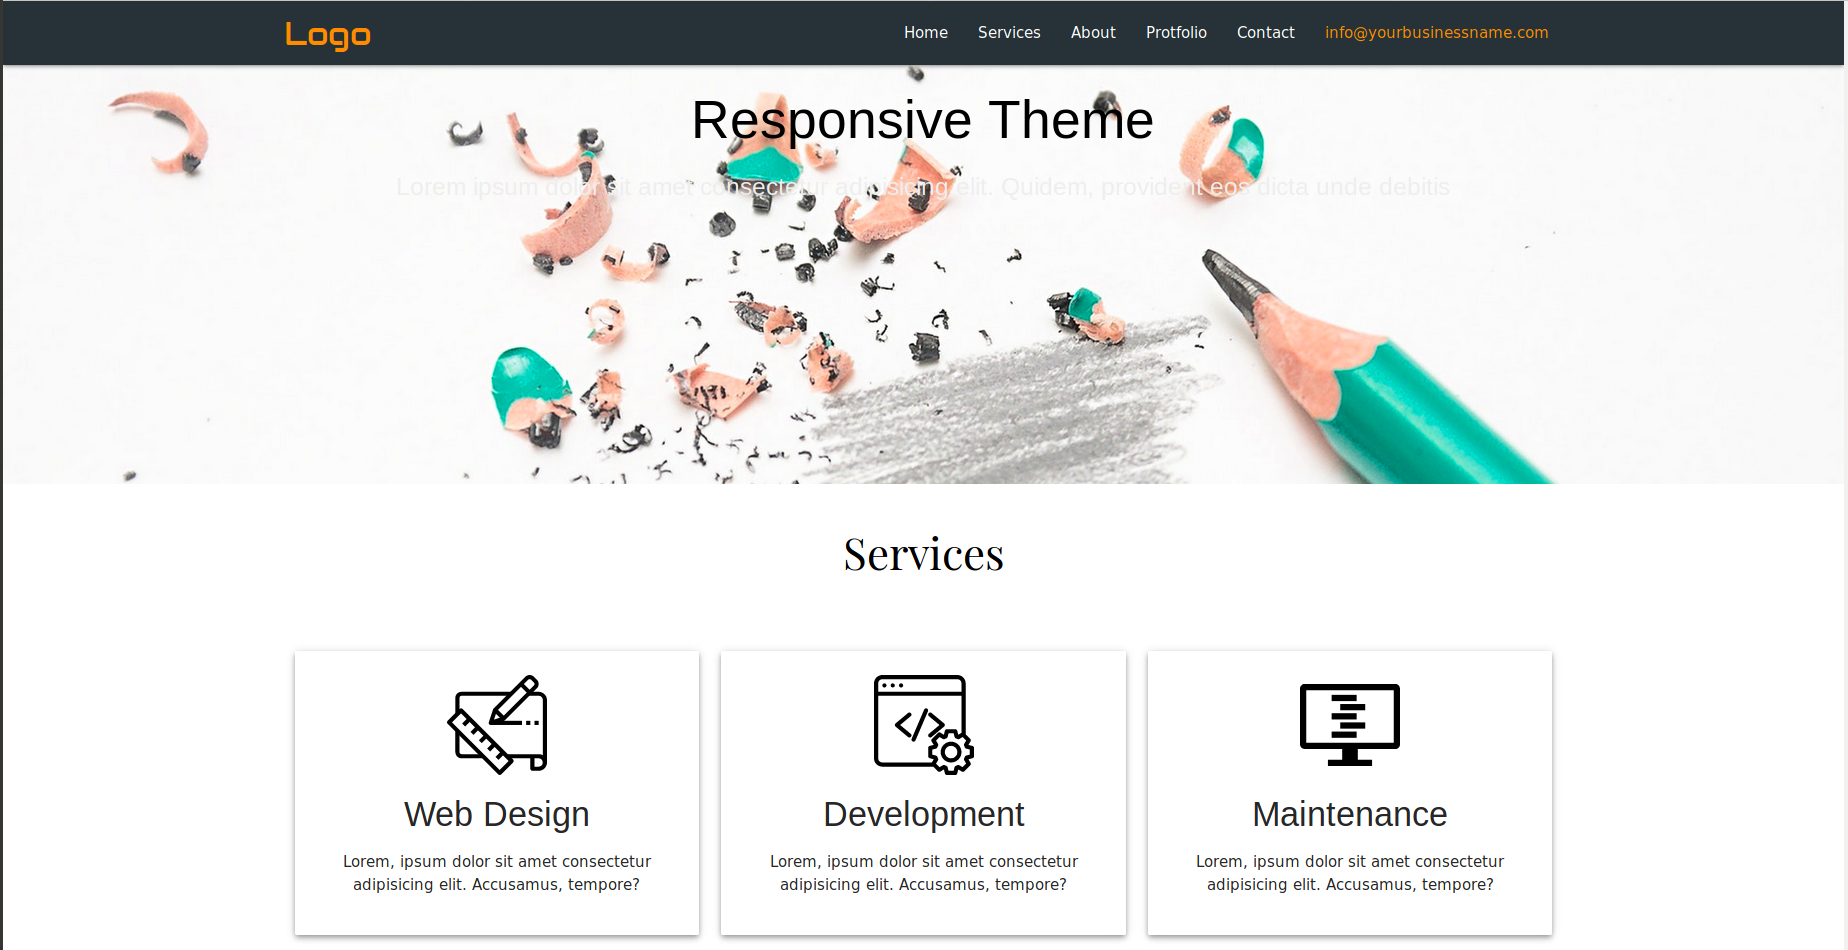 Logo
Home Services About Protfolio Contact info@yourbusinessname.com
Responsive Theme
Lorem ipsum dolor sit amet consectetur adipisicing elit. Quidem, provident eos dicta unde debitis
Services
Web Design
Lorem, ipsum dolor sit amet consectetur
adipisicing elit. Accusamus, tempore?
Development
Lorem, ipsum dolor sit amet consectetur
adipisicing elit. Accusamus, tempore?
Maintenance
Lorem, ipsum dolor sit amet consectetur
adipisicing elit. Accusamus, tempore?